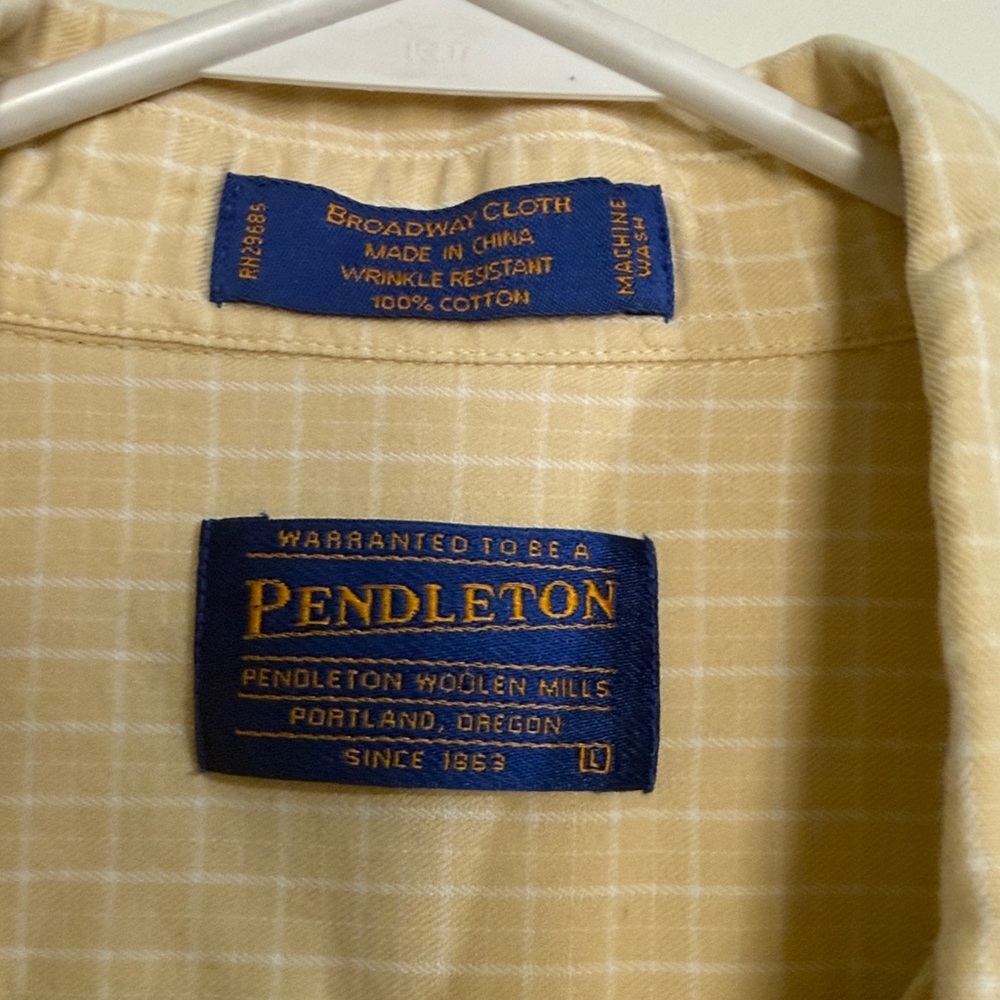 RN29685
BROADWAY CLOTH
MADE IN CHINA
WRINKLE RESISTANT
100% COTTON
MACHINE
WASH
WARRANTED TO BE A
PENDLETON
PENDLETON WOOLEN MILLS
PORTLAND, OREGON
SINCE 1863
L